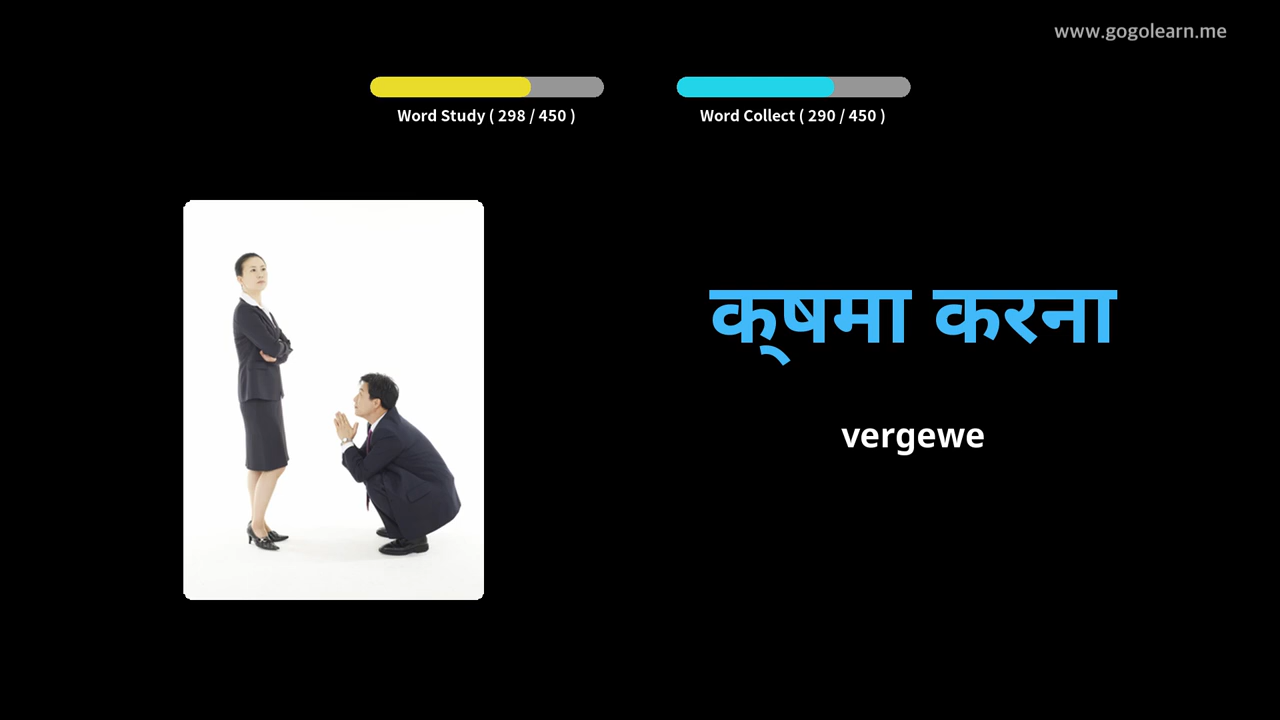 www.gogolearn.me
Word Study ( 298 / 450 )
Word Collect ( 290 / 450 )
क्षमा करना
vergewe